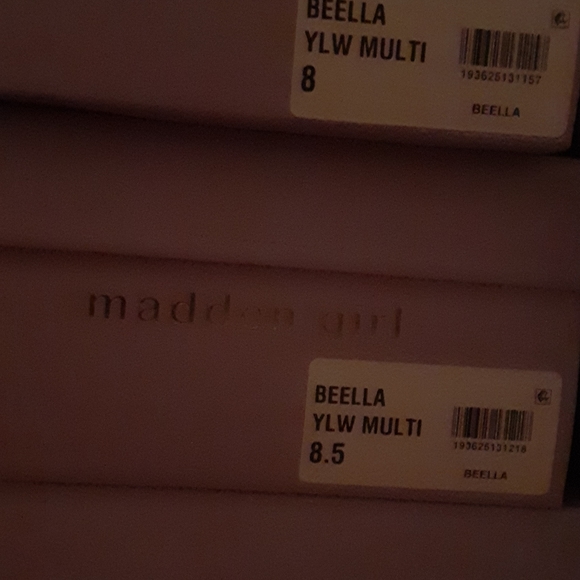 BEELLA
YLW MULTI
8
193625131157
BEELLA
madden girl
BEELLA
YLW MULTI
8.5
193625131218
BEELLA